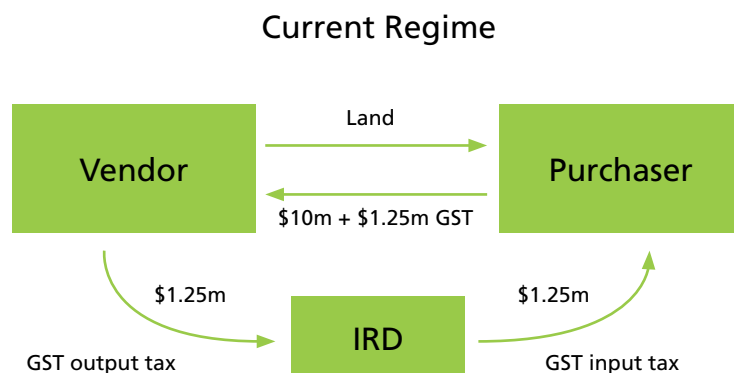 Current Regime
Land
Vendor
Purchaser
$10m + $1.25m GST
$1.25m
$1.25m
IRD
GST output tax
GST input tax